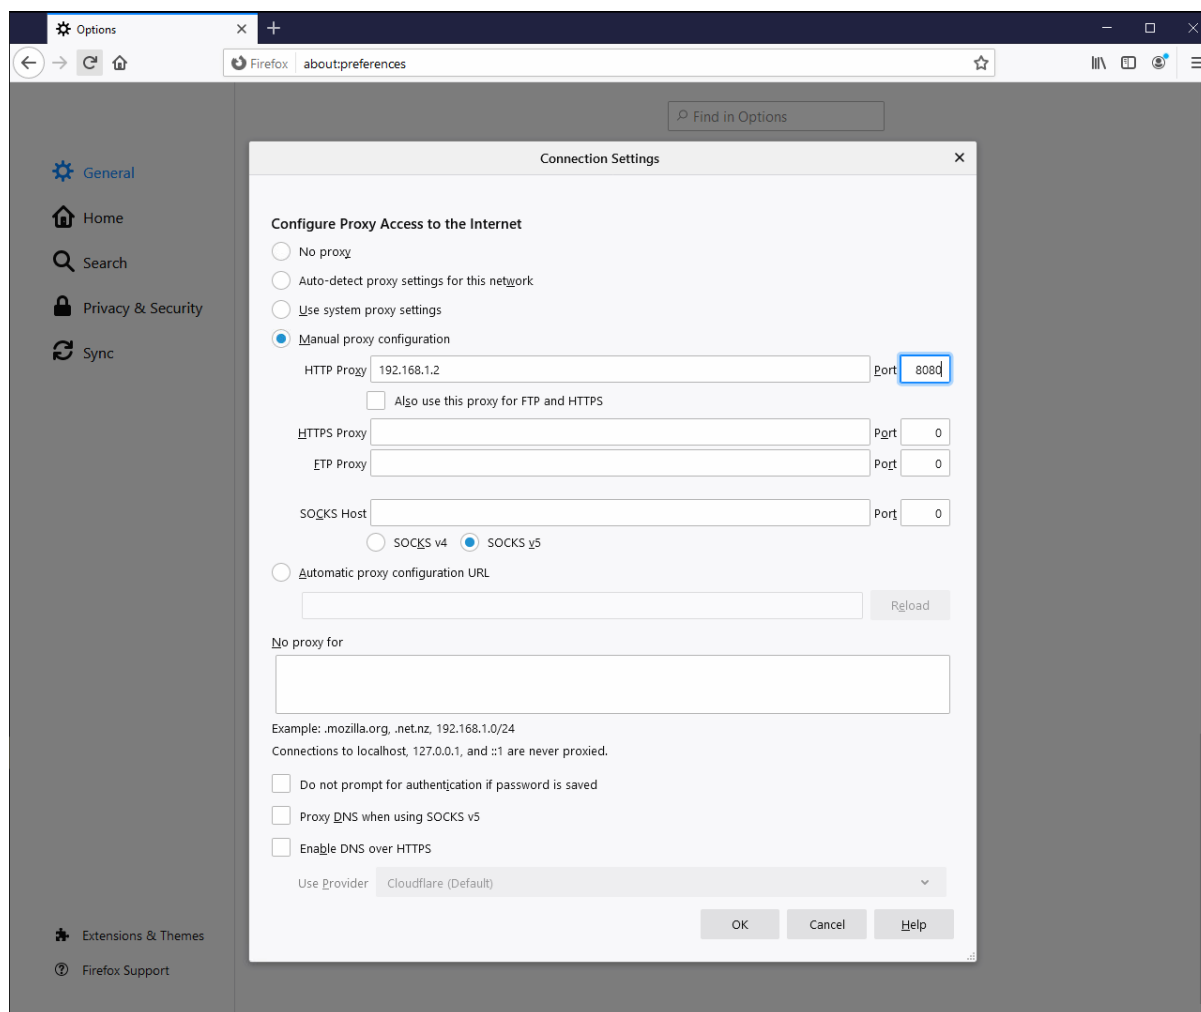 Options
Firefox about:preferences
Find in Options
Connection Settings
General
Home
Search
Privacy & Security
Sync
Extensions & Themes
Firefox Support
Configure Proxy Access to the Internet
No proxy
Auto-detect proxy settings for this network
Use system proxy settings
Manual proxy configuration
HTTP Proxy 192.168.1.2 Port 8080
Also use this proxy for FTP and HTTPS
HTTPS Proxy Port 0
FTP Proxy Port 0
SOCKS Host Port 0
SOCKS v4 SOCKS v5
Automatic proxy configuration URL
Reload
No proxy for
Example: .mozilla.org, .net.nz, 192.168.1.0/24
Connections to localhost, 127.0.0.1, and ::1 are never proxied.
Do not prompt for authentication if password is saved
Proxy DNS when using SOCKS v5
Enable DNS over HTTPS
Use Provider Cloudflare (Default)
OK Cancel Help